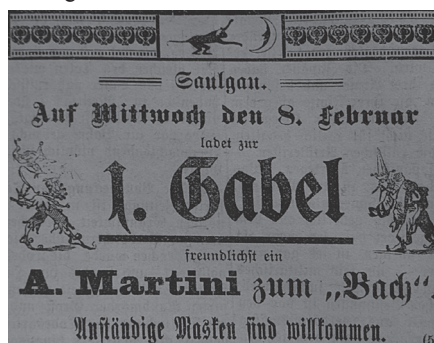 Saulgau.
Auf Mittwoch den 8. Februar
ladet zur
1. Gabel
freundlichst ein
A. Martini zum „Bach“.
Anständige Masken sind willkommen.
(5